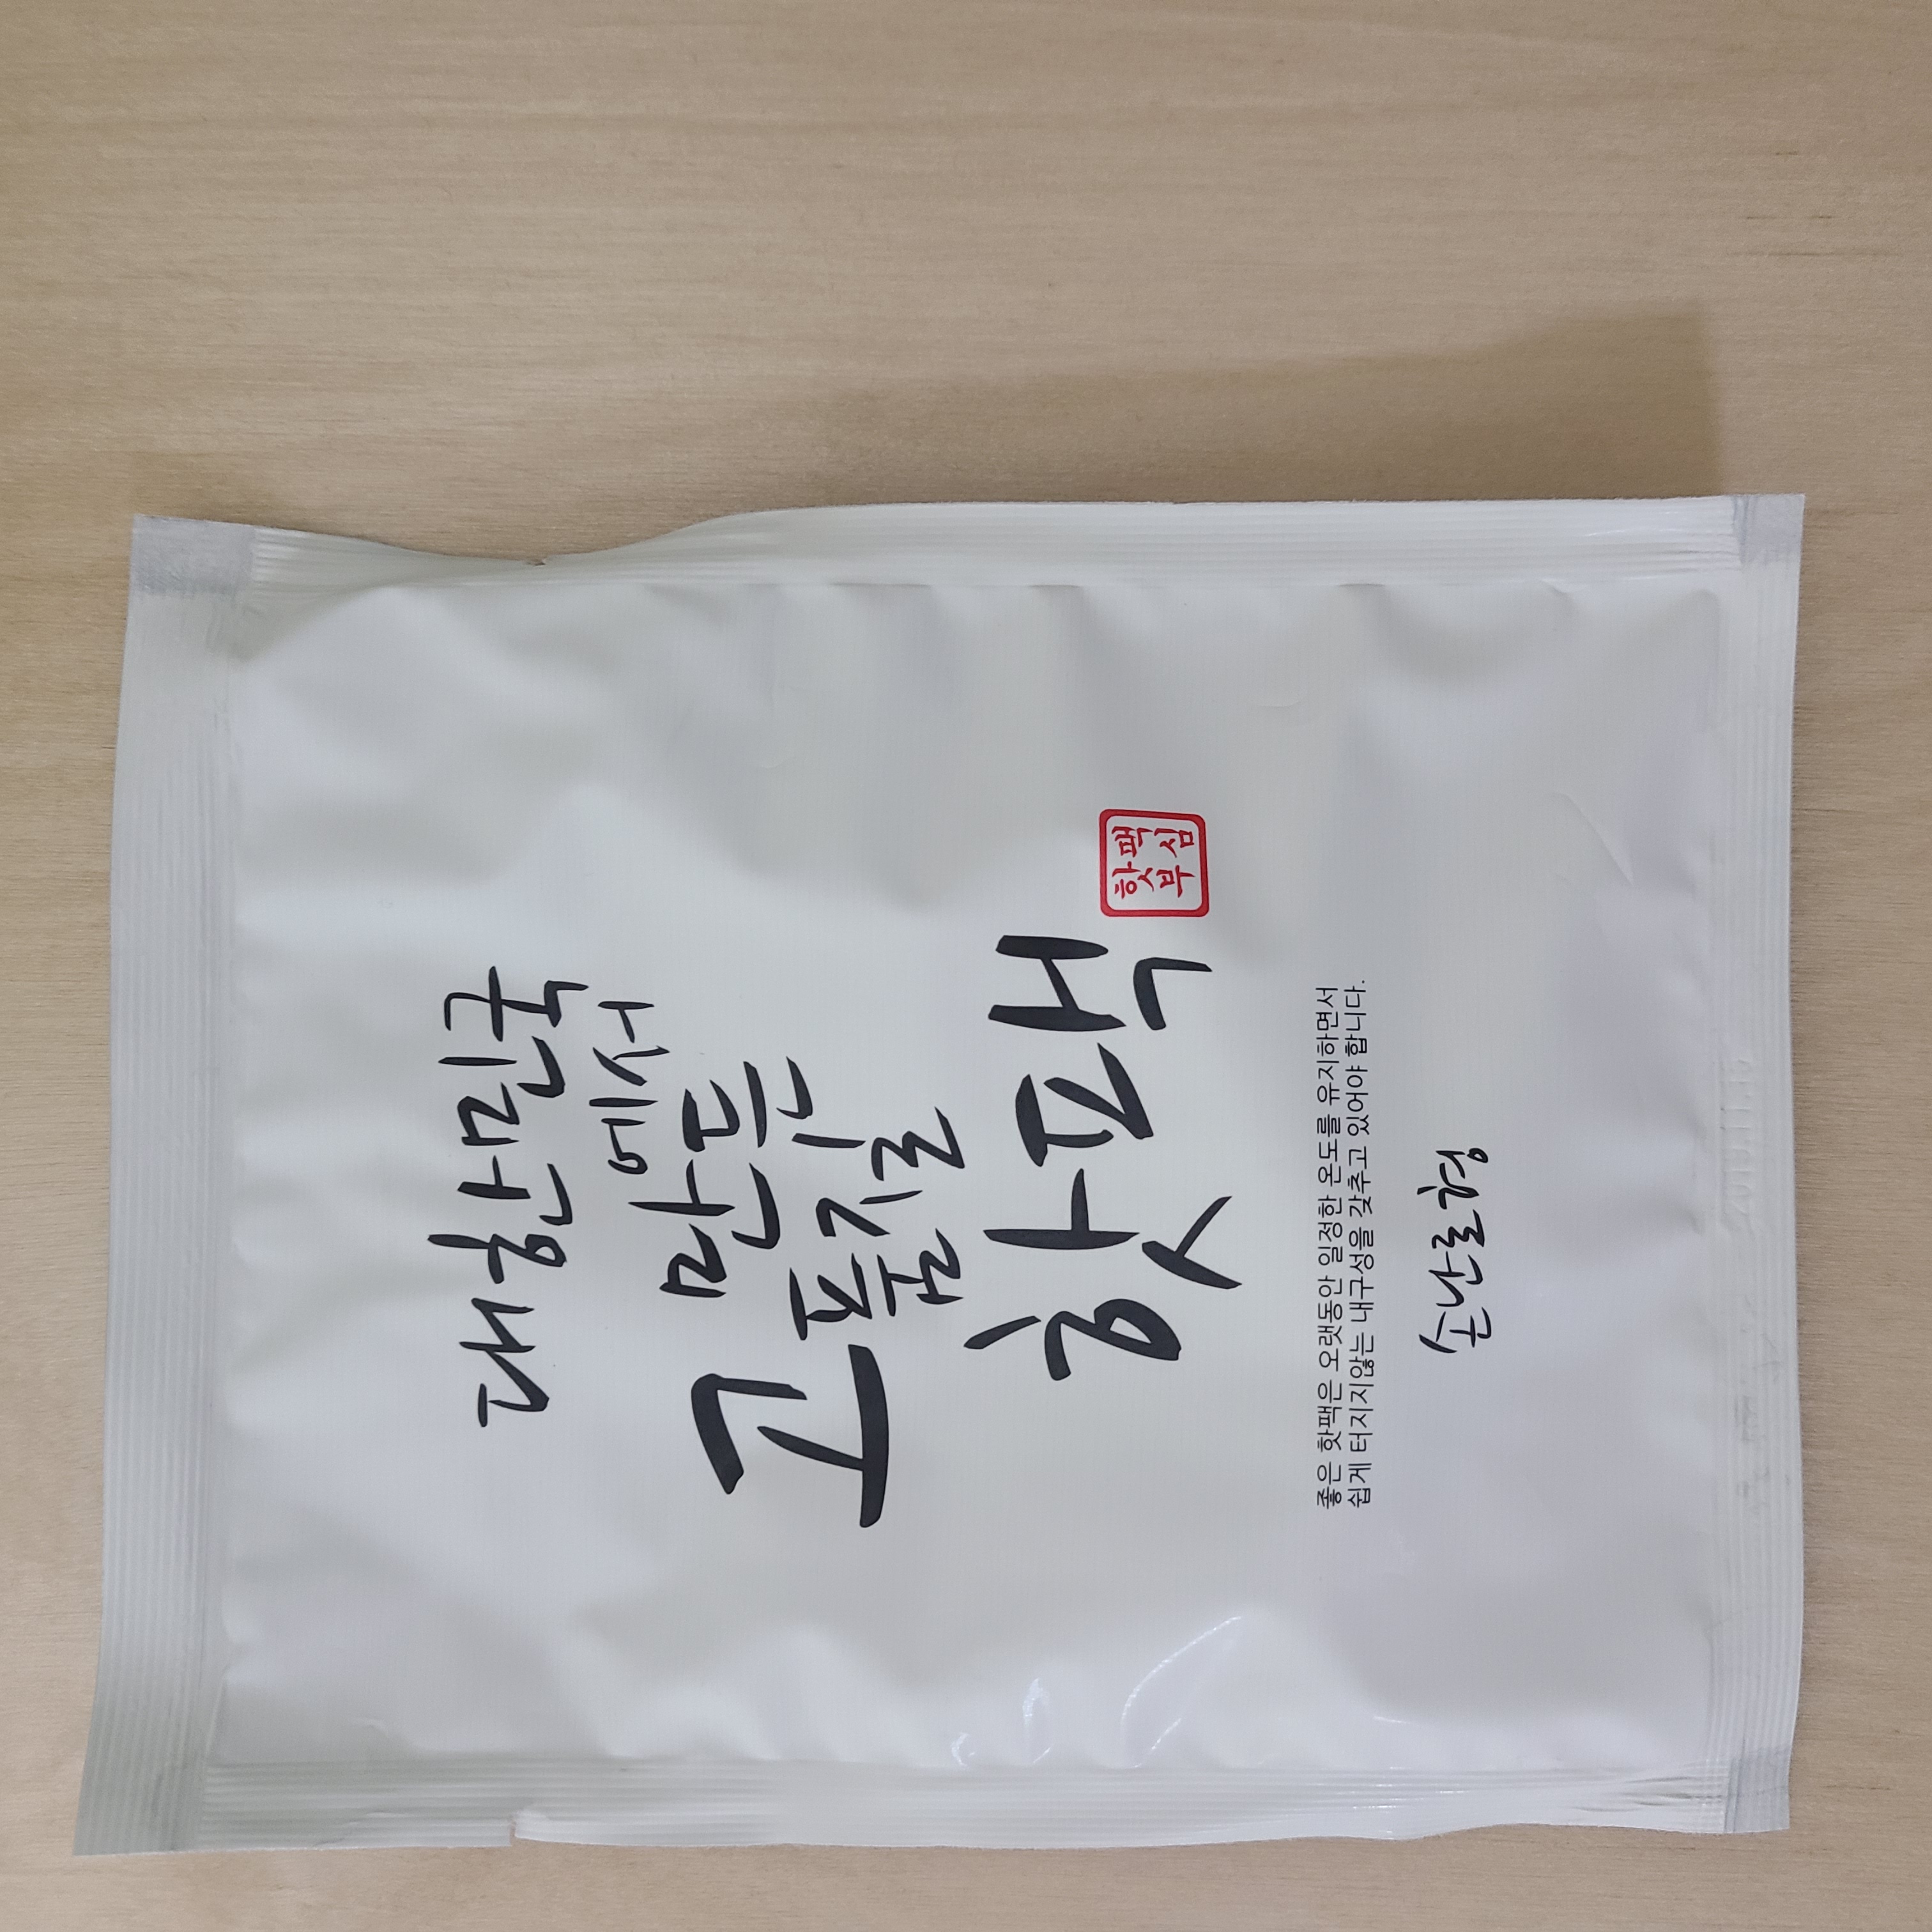 대한민국
에서
만든
고품질
핫팩
핫팩
부심
좋은 핫팩은 오랫동안 일정한 온도를 유지하면서
쉽게 터지지않는 내구성을 갖추고 있어야 합니다.
손난로형